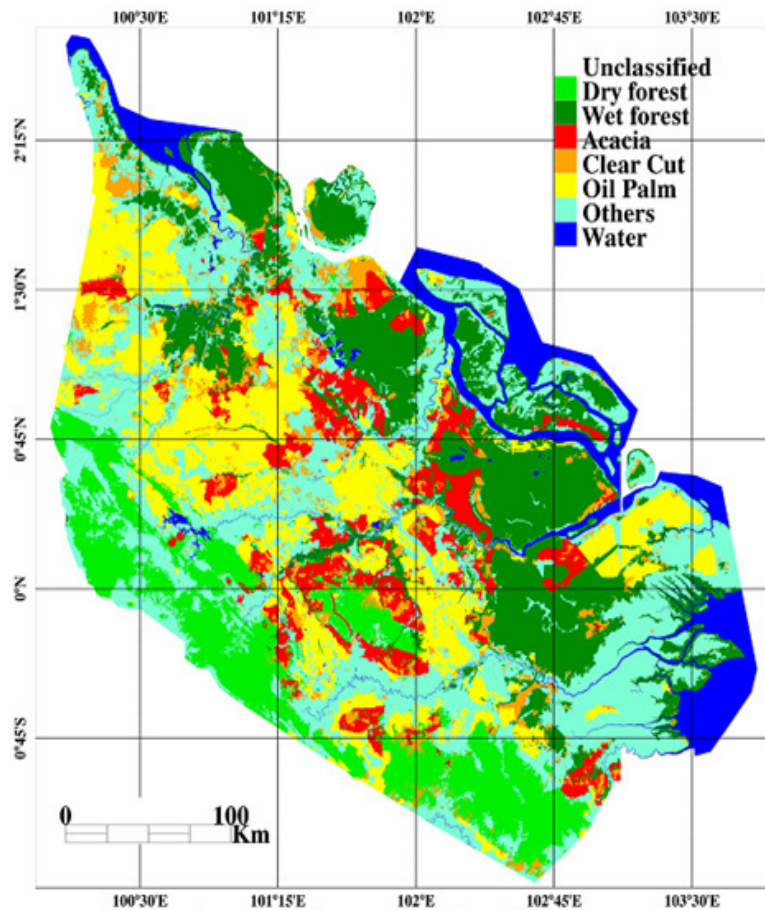 100°30'E 101°15'E 102°E 102°45'E 103°30'E
Unclassified
Dry forest
Wet forest
Acacia
Clear Cut
Oil Palm
Others
Water
2°15'N
1°30'N
0°45'N
0°N
0°45'S
0 100
Km
100°30'E 101°15'E 102°E 102°45'E 103°30'E